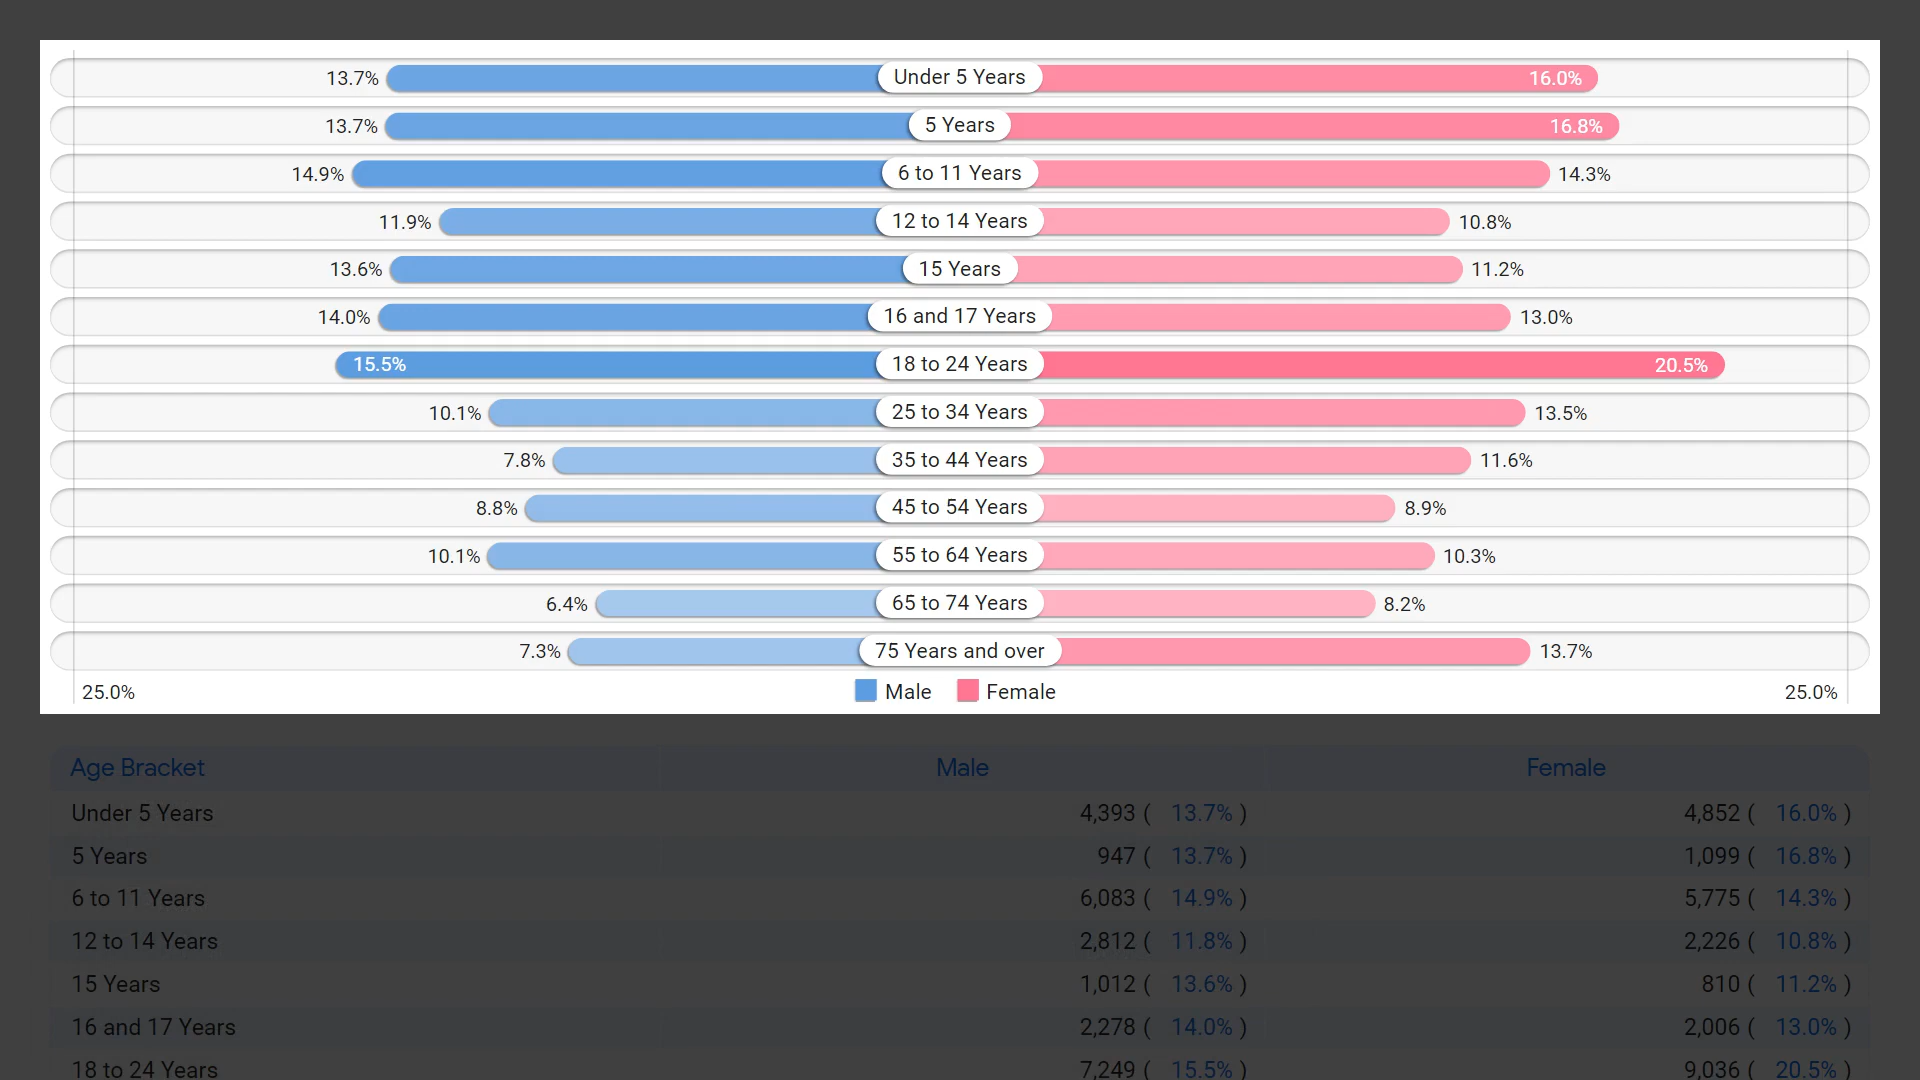 13.7% Under 5 Years 16.0%
13.7% 5 Years 16.8%
14.9% 6 to 11 Years 14.3%
11.9% 12 to 14 Years 10.8%
13.6% 15 Years 11.2%
14.0% 16 and 17 Years 13.0%
15.5% 18 to 24 Years 20.5%
10.1% 25 to 34 Years 13.5%
7.8% 35 to 44 Years 11.6%
8.8% 45 to 54 Years 8.9%
10.1% 55 to 64 Years 10.3%
6.4% 65 to 74 Years 8.2%
7.3% 75 Years and over 13.7%
25.0% Male Female 25.0%
Age Bracket Male Female
Under 5 Years 4,393 ( 13.7% ) 4,852 ( 16.0% )
5 Years 947 ( 13.7% ) 1,099 ( 16.8% )
6 to 11 Years 6,083 ( 14.9% ) 5,775 ( 14.3% )
12 to 14 Years 2,812 ( 11.8% ) 2,226 ( 10.8% )
15 Years 1,012 ( 13.6% ) 810 ( 11.2% )
16 and 17 Years 2,278 ( 14.0% ) 2,006 ( 13.0% )
18 to 24 Years 7,249 ( 15.5% ) 9,036 ( 20.5% )